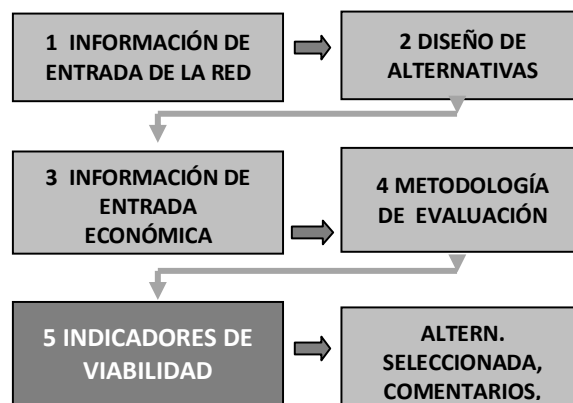 1 INFORMACIÓN DE
ENTRADA DE LA RED
2 DISEÑO DE
ALTERNATIVAS
3 INFORMACIÓN DE
ENTRADA
ECONÓMICA
4 METODOLOGÍA
DE EVALUACIÓN
5 INDICADORES DE
VIABILIDAD
ALTERN.
SELECCIONADA,
COMENTARIOS,